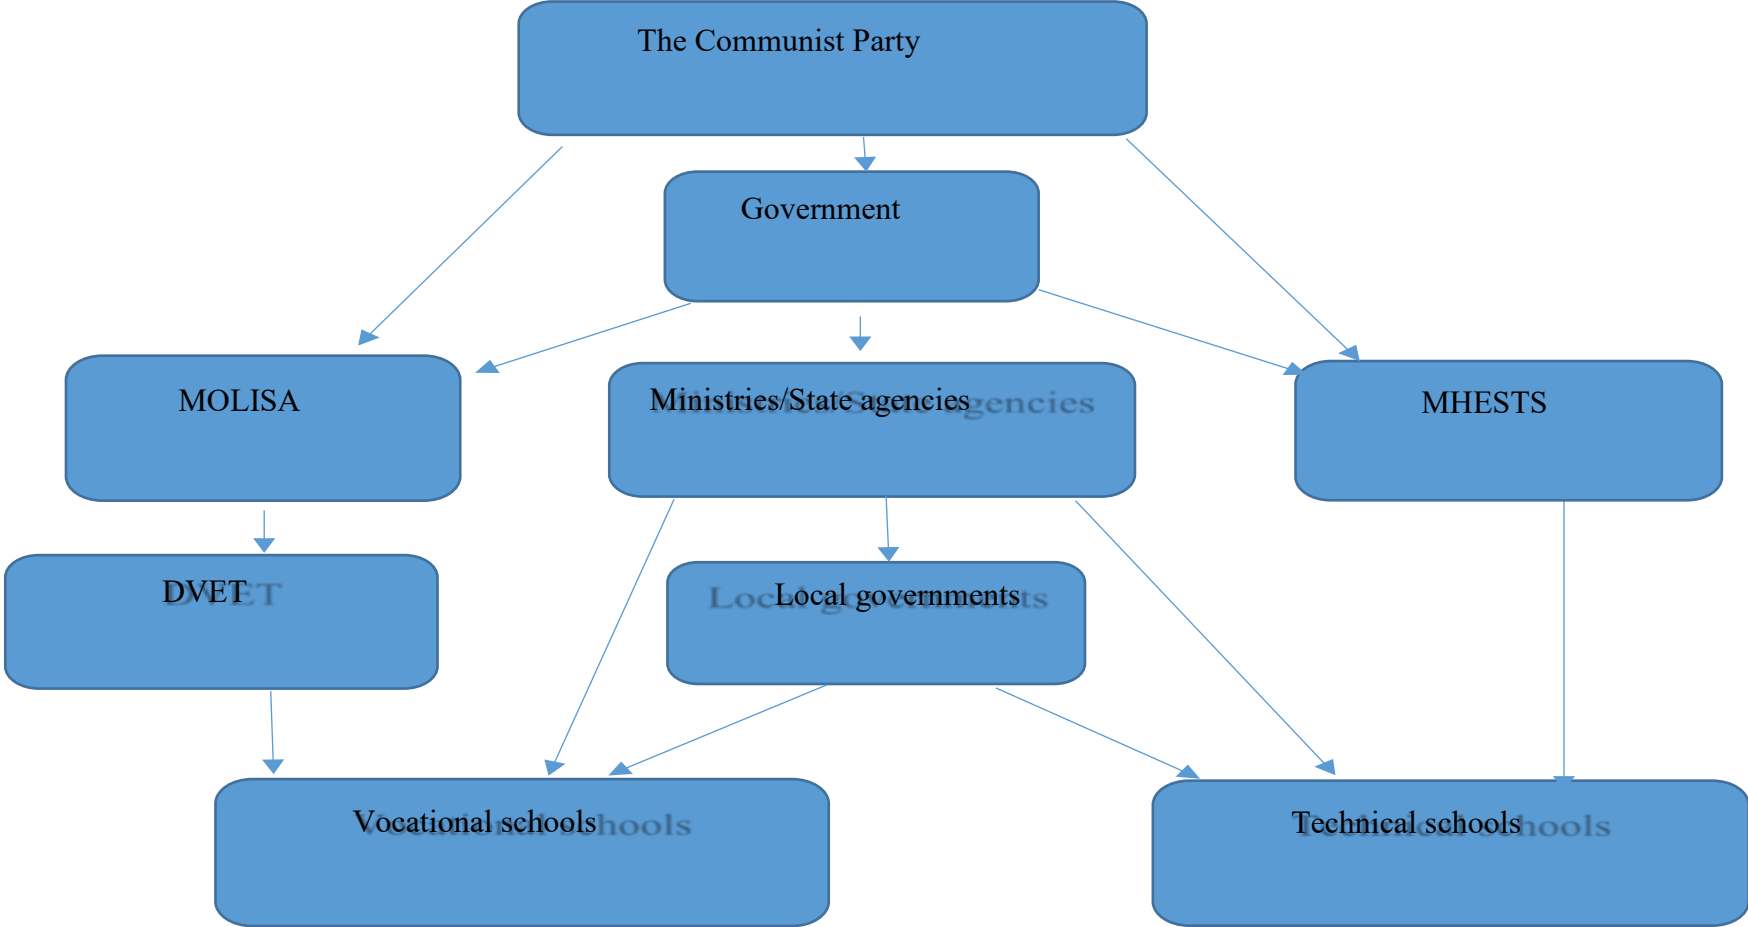 The Communist Party
Government
MOLISA
Ministries/State agencies
MHESTS
DVET
Local governments
Vocational schools
Technical schools